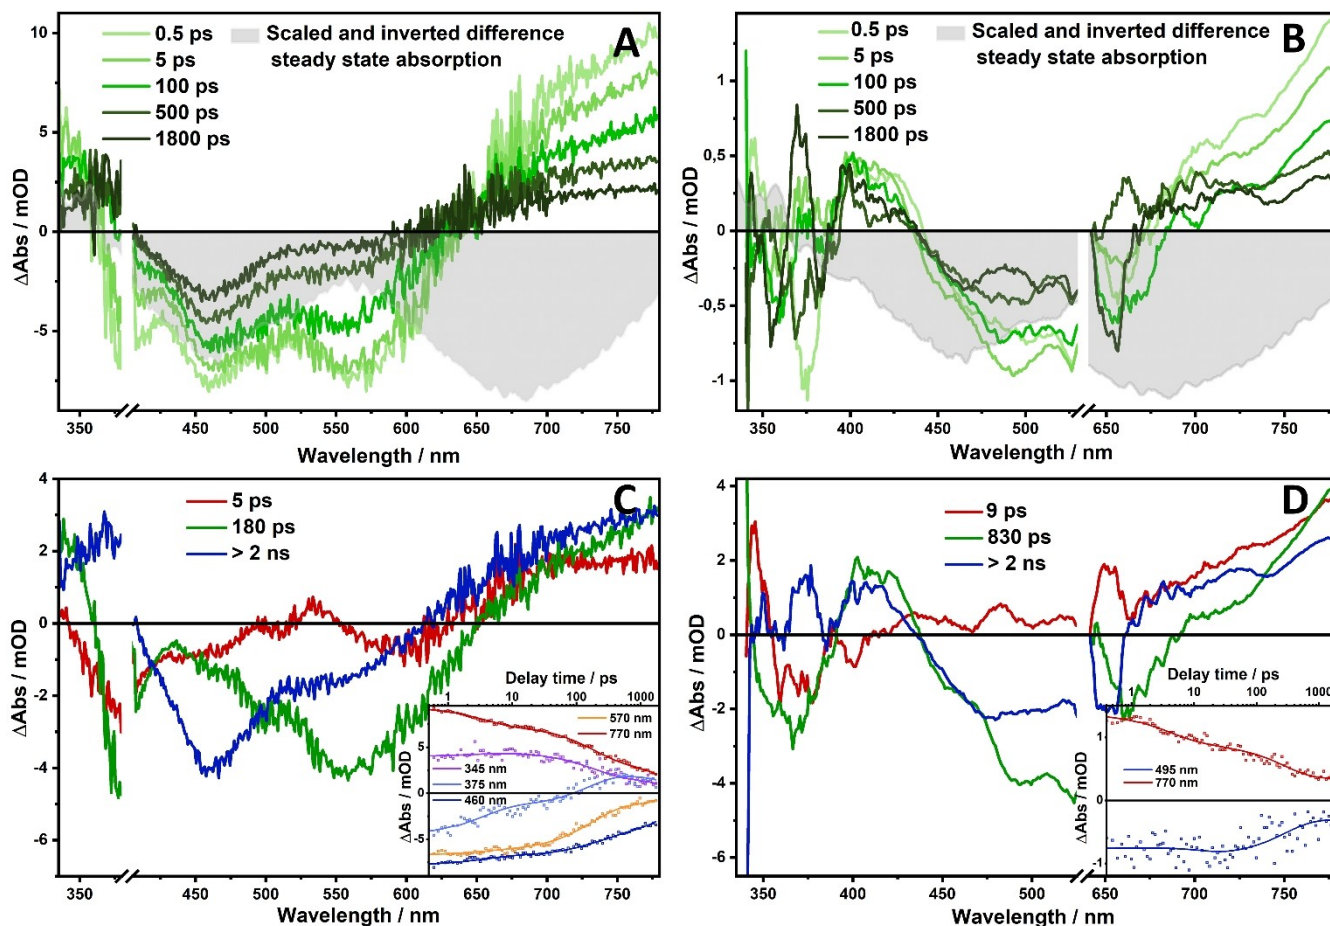 A
0.5 ps
5 ps
100 ps
500 ps
1800 ps
Scaled and inverted difference
steady state absorption
10
5
0
-5
ΔAbs / mOD
350
450
500
550
600
650
700
750
Wavelength / nm
B
0.5 ps
5 ps
100 ps
500 ps
1800 ps
Scaled and inverted difference
steady state absorption
1
0,5
0
-0,5
-1
ΔAbs / mOD
350
400
450
500
650
700
750
Wavelength / nm
C
5 ps
180 ps
> 2 ns
4
2
0
-2
-4
-6
ΔAbs / mOD
350
450
500
550
600
650
700
750
Wavelength / nm
Delay time / ps
1
10
100
1000
570 nm
770 nm
345 nm
375 nm
460 nm
5
0
-5
ΔAbs / mOD
D
9 ps
830 ps
> 2 ns
4
2
0
-2
-4
-6
ΔAbs / mOD
350
400
450
500
650
700
750
Wavelength / nm
Delay time / ps
1
10
100
1000
495 nm
770 nm
1
0
-1
ΔAbs / mOD